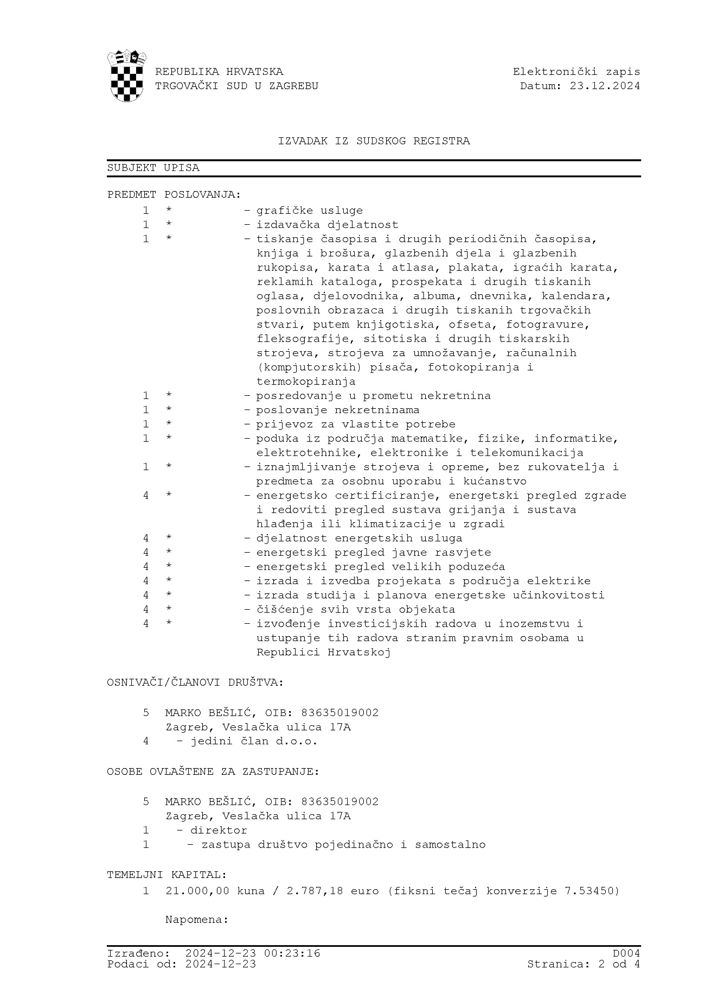 REPUBLIKA HRVATSKA
TRGOVAČKI SUD U ZAGREBU
Elektronički zapis
Datum: 23.12.2024
IZVADAK IZ SUDSKOG REGISTRA
SUBJEKT UPISA
PREDMET POSLOVANJA:
1 * - grafičke usluge
1 * - izdavačka djelatnost
1 * - tiskanje časopisa i drugih periodičnih časopisa,
knjiga i brošura, glazbenih djela i glazbenih
rukopisa, karata i atlasa, plakata, igraćih karata,
reklamih kataloga, prospekata i drugih tiskanih
oglasa, djelovodnika, albuma, dnevnika, kalendara,
poslovnih obrazaca i drugih tiskanih trgovačkih
stvari, putem knjigotiska, ofseta, fotogravure,
fleksografije, sitotiska i drugih tiskarskih
strojeva, strojeva za umnožavanje, računalnih
(kompjutorskih) pisača, fotokopiranja i
termokopiranja
1 * - posredovanje u prometu nekretnina
1 * - poslovanje nekretninama
1 * - prijevoz za vlastite potrebe
1 * - poduka iz područja matematike, fizike, informatike,
elektrotehnike, elektronike i telekomunikacija
1 * - iznajmljivanje strojeva i opreme, bez rukovatelja i
predmeta za osobnu uporabu i kućanstvo
4 * - energetsko certificiranje, energetski pregled zgrade
i redoviti pregled sustava grijanja i sustava
hlađenja ili klimatizacije u zgradi
4 * - djelatnost energetskih usluga
4 * - energetski pregled javne rasvjete
4 * - energetski pregled velikih poduzeća
4 * - izrada i izvedba projekata s područja elektrike
4 * - izrada studija i planova energetske učinkovitosti
4 * - čišćenje svih vrsta objekata
4 * - izvođenje investicijskih radova u inozemstvu i
ustupanje tih radova stranim pravnim osobama u
Republici Hrvatskoj
OSNIVAČI/ČLANOVI DRUŠTVA:
5 MARKO BEŠLIĆ, OIB: 83635019002
Zagreb, Veslačka ulica 17A
4 - jedini član d.o.o.
OSOBE OVLAŠTENE ZA ZASTUPANJE:
5 MARKO BEŠLIĆ, OIB: 83635019002
Zagreb, Veslačka ulica 17A
1 - direktor
1 - zastupa društvo pojedinačno i samostalno
TEMELJNI KAPITAL:
1 21.000,00 kuna / 2.787,18 euro (fiksni tečaj konverzije 7.53450)
Napomena:
Izrađeno: 2024-12-23 00:23:16
Podaci od: 2024-12-23
D004
Stranica: 2 od 4